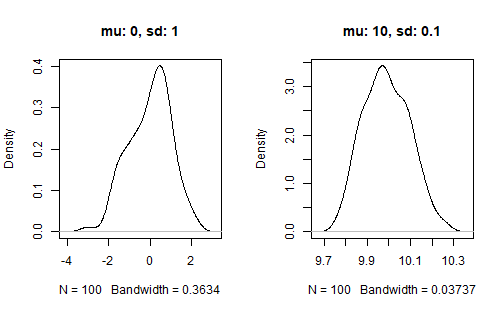 mu: 0, sd: 1
Density
0.0 0.1 0.2 0.3 0.4
-4 -2 0 2
N = 100 Bandwidth = 0.3634
mu: 10, sd: 0.1
Density
0.0 1.0 2.0 3.0
9.7 9.9 10.1 10.3
N = 100 Bandwidth = 0.03737